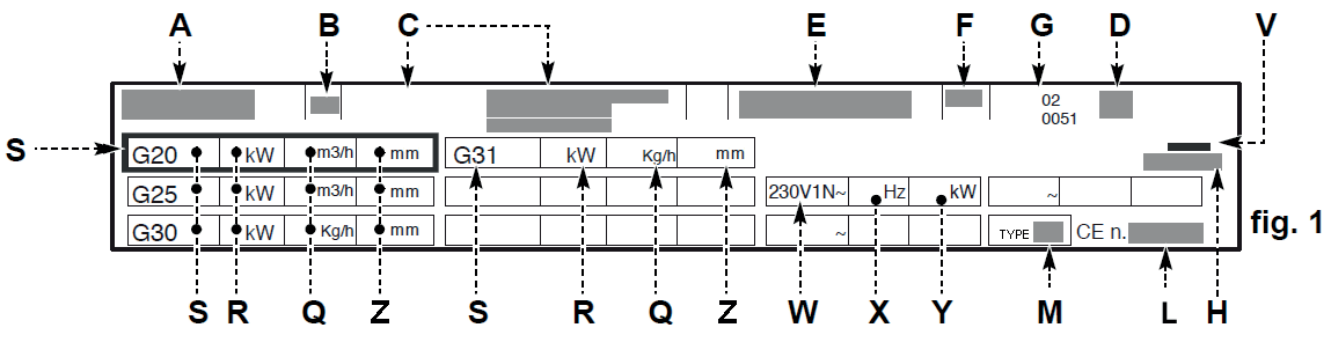 A B C E F G D V
02
0051
S
G20 kW m3/h mm G31 kW Kg/h mm
G25 kW m3/h mm 230V1N~ Hz kW ~
fig. 1
G30 kW Kg/h mm ~ TYPE CE n.
S R Q Z S R Q Z W X Y M L H